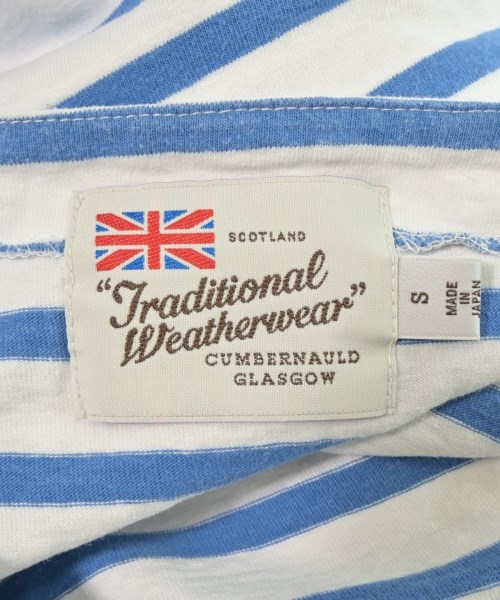 SCOTLAND
"Traditional
Weatherwear"
CUMBERNAULD
GLASGOW
S
MADE
IN
JAPAN